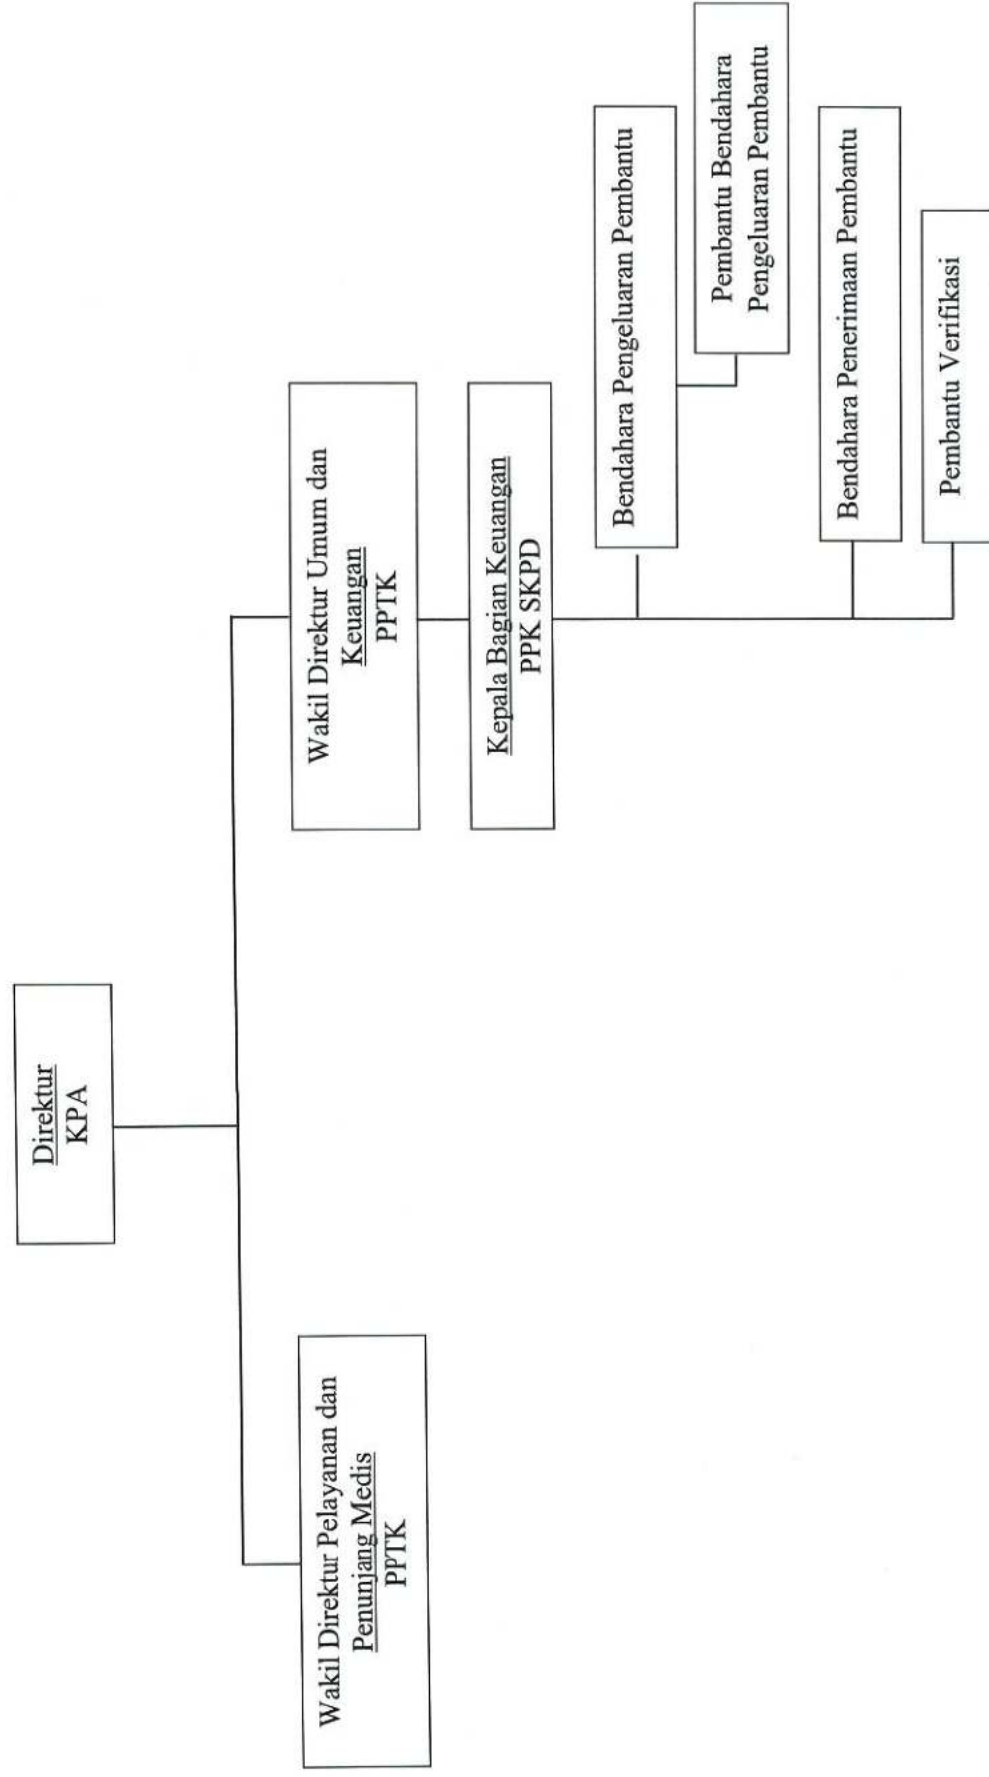 Direktur
KPA
Wakil Direktur Pelayanan dan
Penunjang Medis
PPTK
Wakil Direktur Umum dan
Keuangan
PPTK
Kepala Bagian Keuangan
PPK SKPD
Bendahara Pengeluaran Pembantu
Pembantu Bendahara
Pengeluaran Pembantu
Bendahara Penerimaan Pembantu
Pembantu Verifikasi